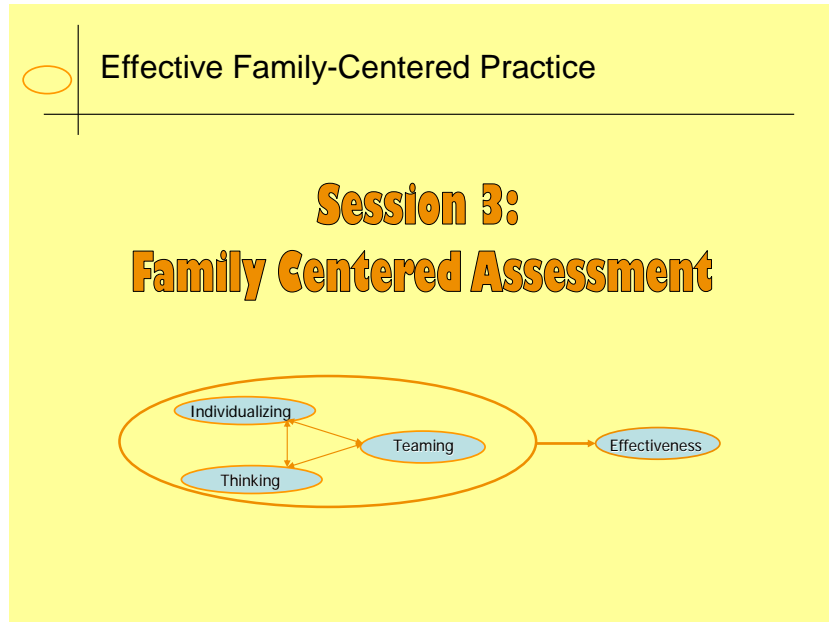 Effective Family-Centered Practice
Session 3:
Family Centered Assessment
Individualizing
Teaming
Effectiveness
Thinking